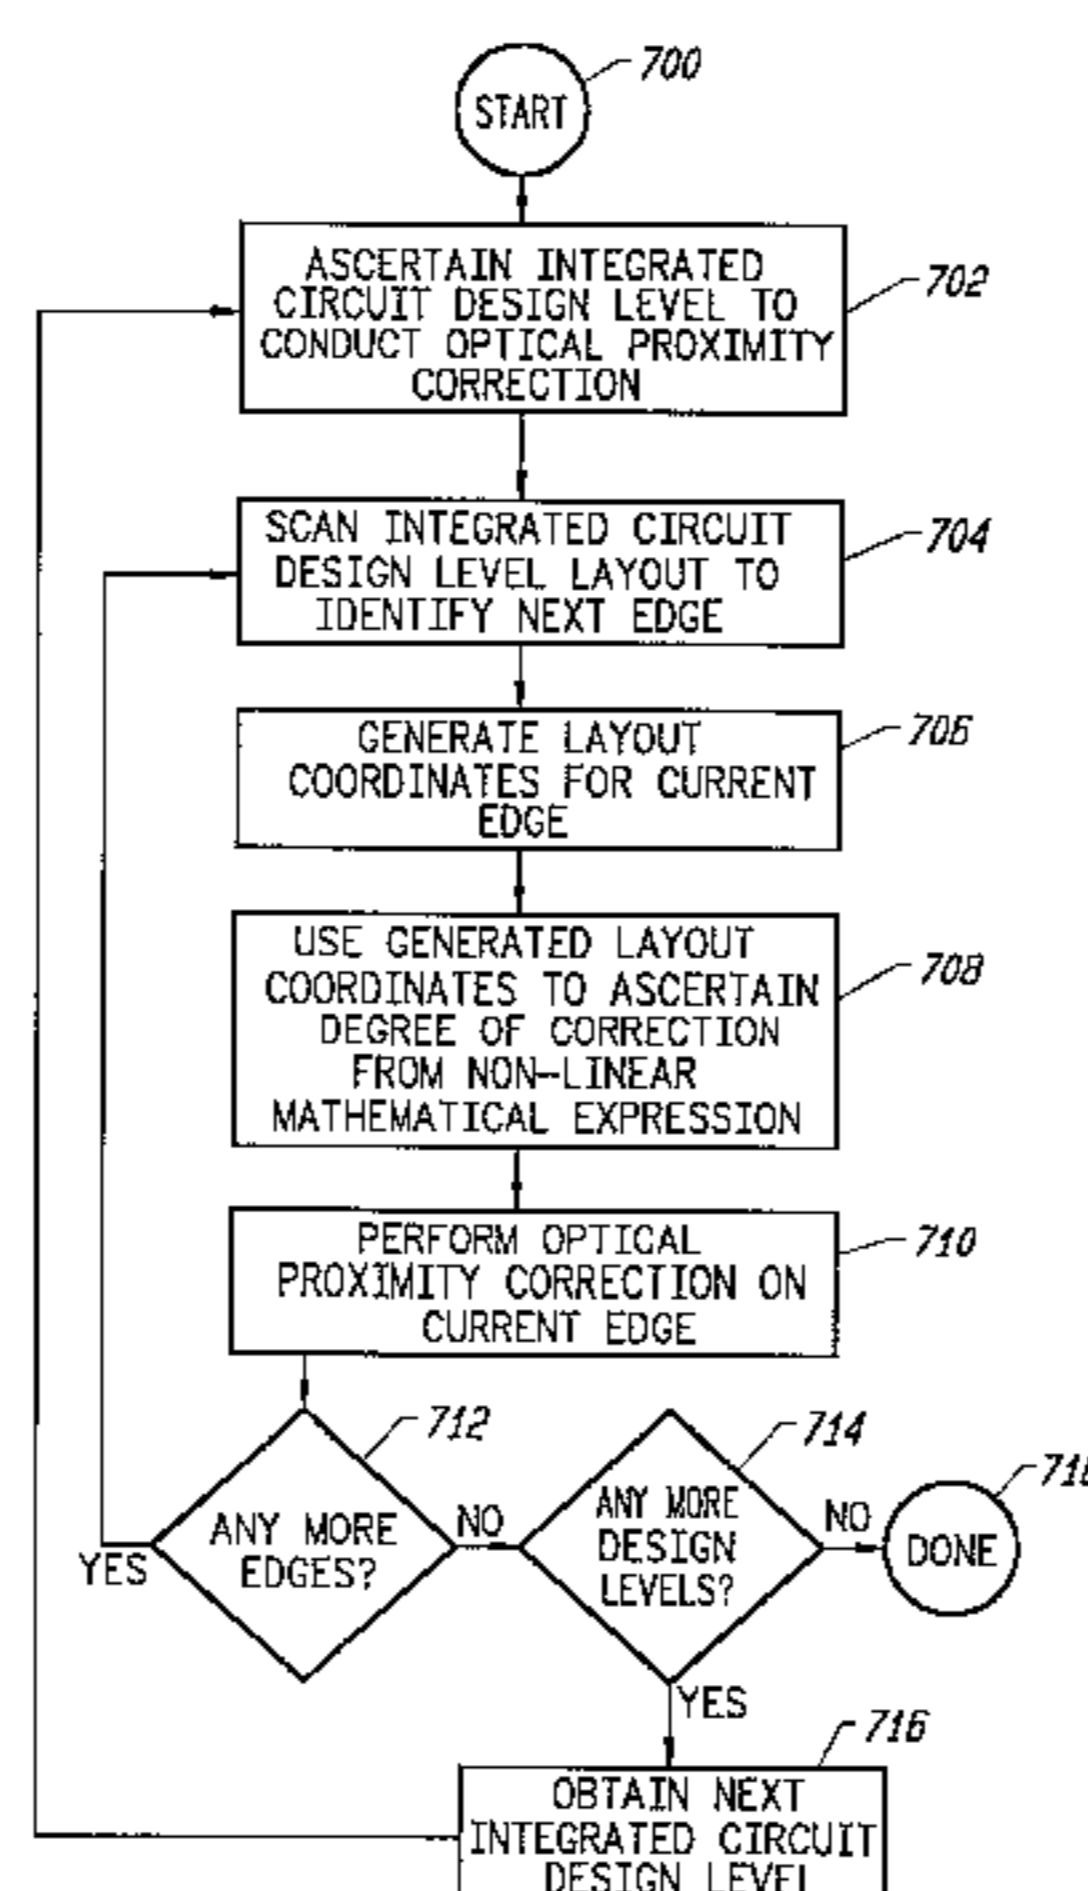 700
START
ASCERTAIN INTEGRATED
CIRCUIT DESIGN LEVEL TO
CONDUCT OPTICAL PROXIMITY
CORRECTION
702
SCAN INTEGRATED CIRCUIT
DESIGN LEVEL LAYOUT TO
IDENTIFY NEXT EDGE
704
GENERATE LAYOUT
COORDINATES FOR CURRENT
EDGE
706
USE GENERATED LAYOUT
COORDINATES TO ASCERTAIN
DEGREE OF CORRECTION
FROM NON-LINEAR
MATHEMATICAL EXPRESSION
708
PERFORM OPTICAL
PROXIMITY CORRECTION ON
CURRENT EDGE
710
712
ANY MORE
EDGES?
YES
NO
714
ANY MORE
DESIGN
LEVELS?
NO
YES
DONE
716
OBTAIN NEXT
INTEGRATED CIRCUIT
DESIGN LEVEL